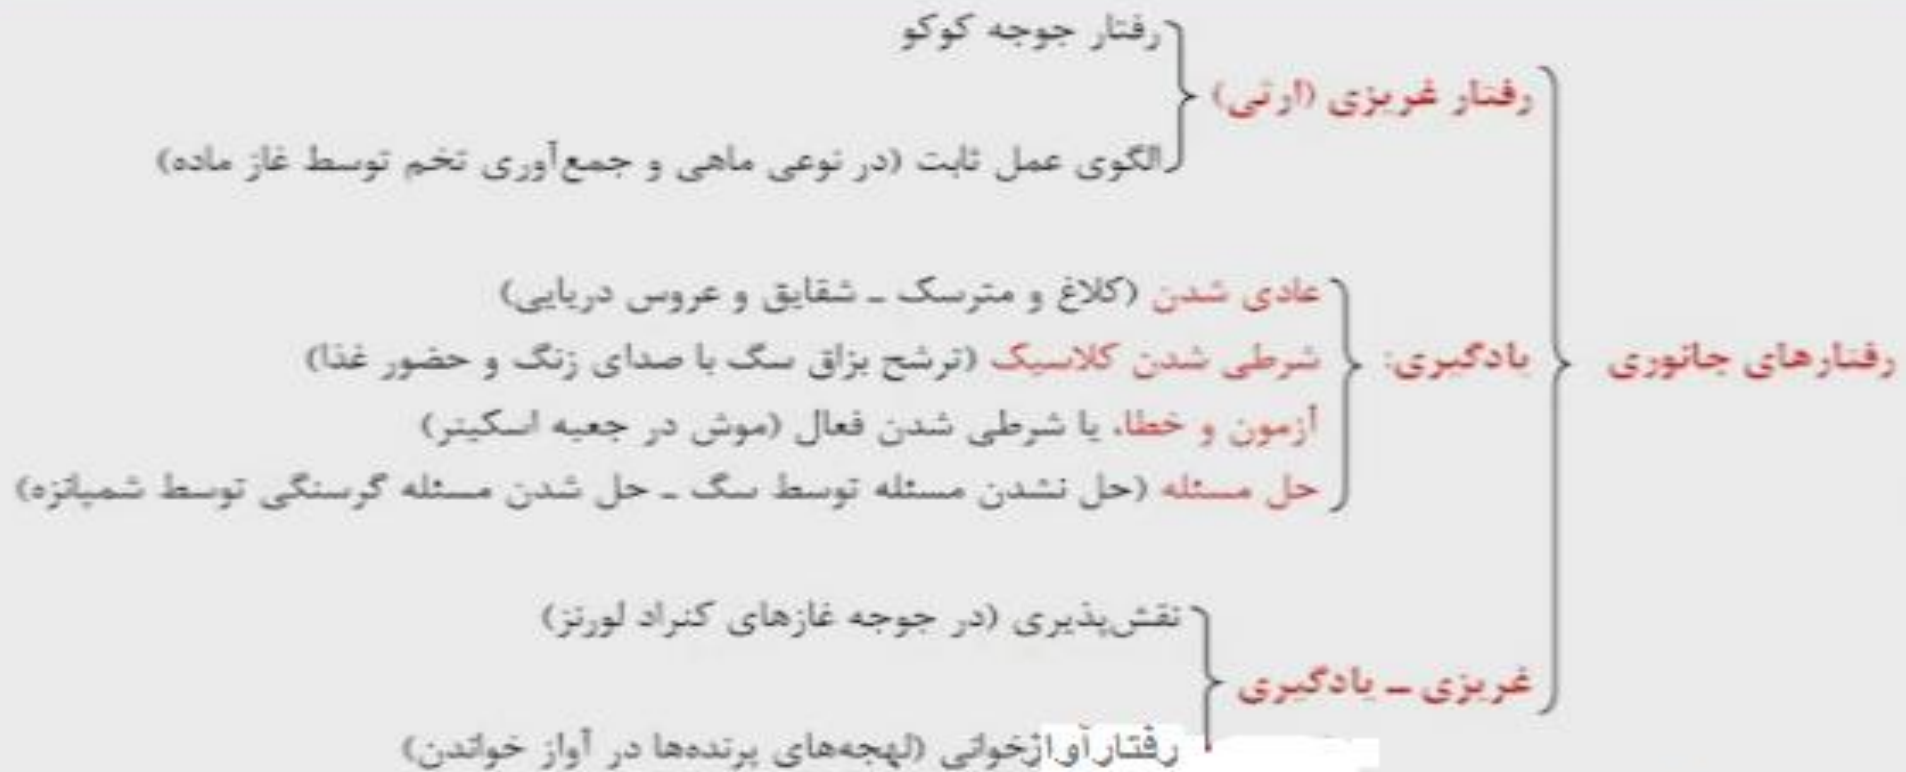 رفتار جوجه کوکو
رفتار غریزی (ارثی)
الگوی عمل ثابت (در نوعی ماهی و جمع‌آوری تخم توسط غاز ماده)
عادی شدن (کلاغ و مترسک ـ شقایق و عروس دریایی)
رفتارهای جانوری
یادگیری:
شرطی شدن کلاسیک (ترشح بزاق سگ با صدای زنگ و حضور غذا)
آزمون و خطا، یا شرطی شدن فعال (موش در جعبه اسکینر)
حل مسئله (حل نشدن مسئله توسط سگ ـ حل شدن مسئله گرسنگی توسط شمپانزه)
نقش‌پذیری (در جوجه غازهای کنراد لورنز)
غریزی ـ یادگیری
رفتارآوازخوانی (لهجه‌های پرنده‌ها در آواز خواندن)